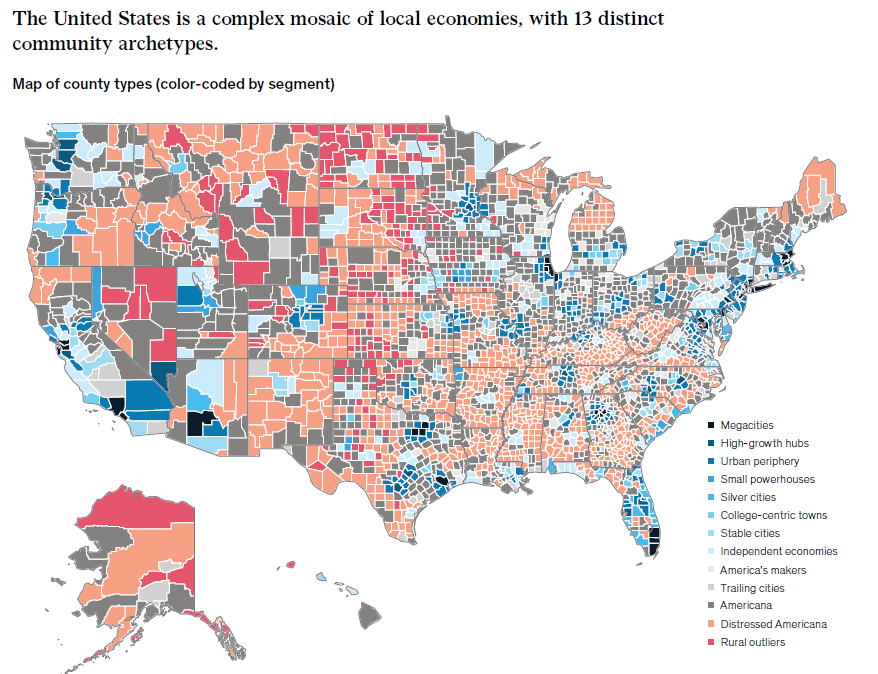 The United States is a complex mosaic of local economies, with 13 distinct
community archetypes.
Map of county types (color-coded by segment)
Megacities
High-growth hubs
Urban periphery
Small powerhouses
Silver cities
College-centric towns
Stable cities
Independent economies
America's makers
Trailing cities
Americana
Distressed Americana
Rural outliers